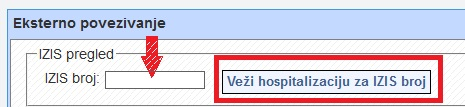 Eksterno povezivanje
IZIS pregled
IZIS broj: Veži hospitalizaciju za IZIS broj